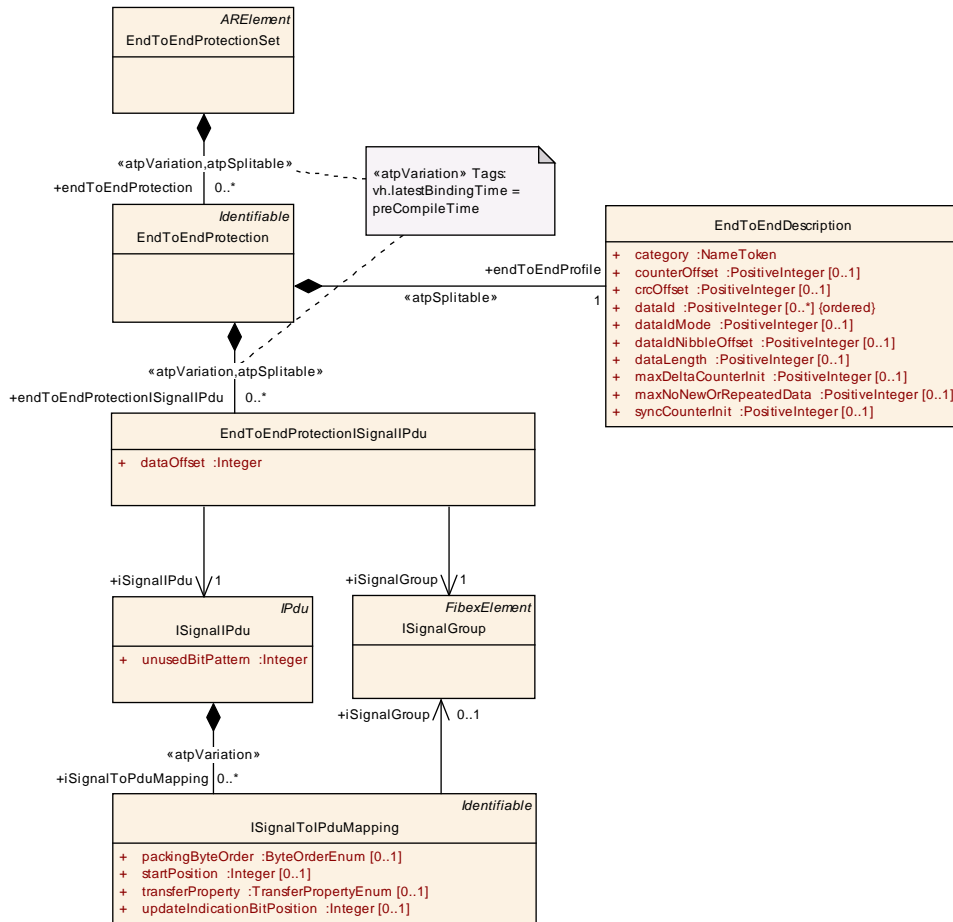 ARElement
EndToEndProtectionSet
«atpVariation,atpSplitable»
+endToEndProtection 0..*
«atpVariation» Tags:
vh.latestBindingTime =
preCompileTime
Identifiable
EndToEndProtection
+endToEndProfile
«atpSplitable» 1
EndToEndDescription
+ category :NameToken
+ counterOffset :PositiveInteger [0..1]
+ crcOffset :PositiveInteger [0..1]
+ dataId :PositiveInteger [0..*] {ordered}
+ dataIdMode :PositiveInteger [0..1]
+ dataIdNibbleOffset :PositiveInteger [0..1]
+ dataLength :PositiveInteger [0..1]
+ maxDeltaCounterInit :PositiveInteger [0..1]
+ maxNoNewOrRepeatedData :PositiveInteger [0..1]
+ syncCounterInit :PositiveInteger [0..1]
«atpVariation,atpSplitable»
+endToEndProtectionISignalIPdu 0..*
EndToEndProtectionISignalIPdu
+ dataOffset :Integer
+iSignalIPdu 1
+iSignalGroup 1
IPdu
ISignalIPdu
+ unusedBitPattern :Integer
FibexElement
ISignalGroup
+iSignalGroup 0..1
«atpVariation»
+iSignalToPduMapping 0..*
Identifiable
ISignalToIPduMapping
+ packingByteOrder :ByteOrderEnum [0..1]
+ startPosition :Integer [0..1]
+ transferProperty :TransferPropertyEnum [0..1]
+ updateIndicationBitPosition :Integer [0..1]